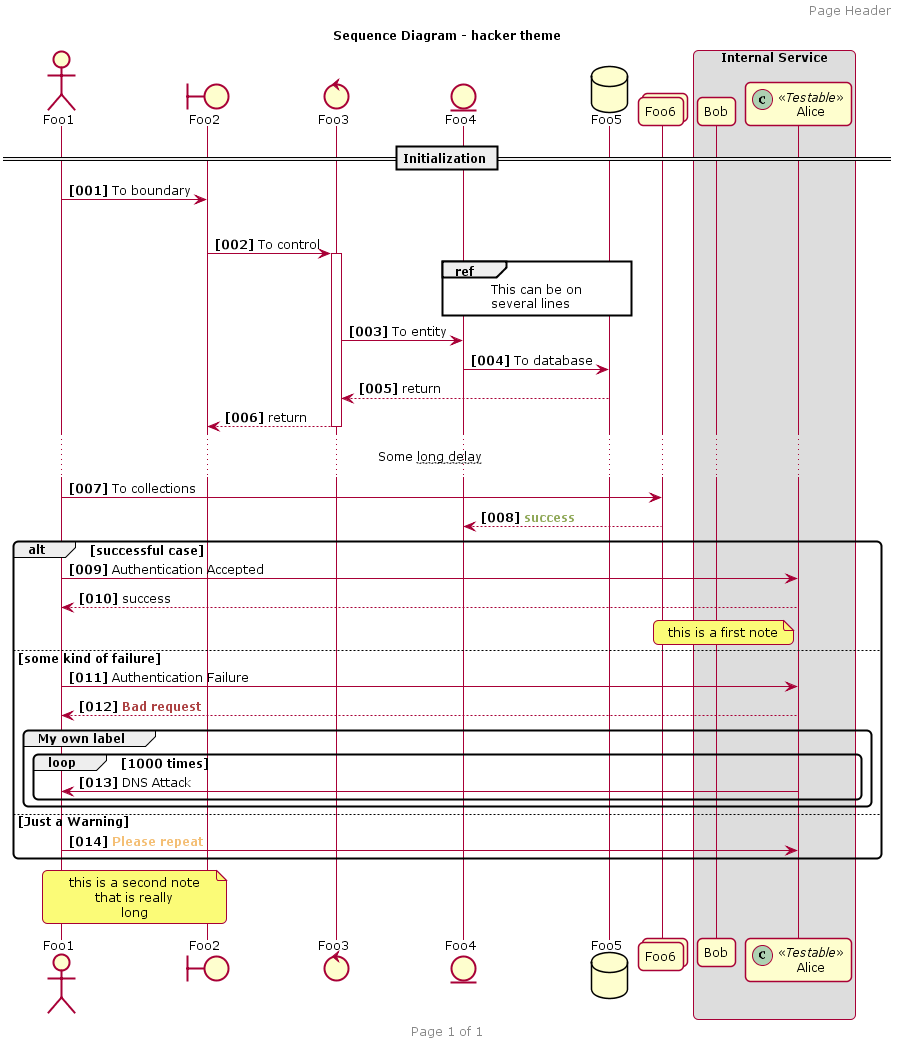 Page Header
Sequence Diagram - hacker theme
Internal Service
Foo1
Foo2
Foo3
Foo4
Foo5
Foo6
Bob
C «Testable»
Alice
Initialization
[001] To boundary
[002] To control
ref
This can be on
several lines
[003] To entity
[004] To database
[005] return
[006] return
Some long delay
[007] To collections
[008] success
alt [successful case]
[009] Authentication Accepted
[010] success
this is a first note
[some kind of failure]
[011] Authentication Failure
[012] Bad request
My own label
loop [1000 times]
[013] DNS Attack
[Just a Warning]
[014] Please repeat
this is a second note
that is really
long
Foo1
Foo2
Foo3
Foo4
Foo5
Foo6
Bob
C «Testable»
Alice
Page 1 of 1